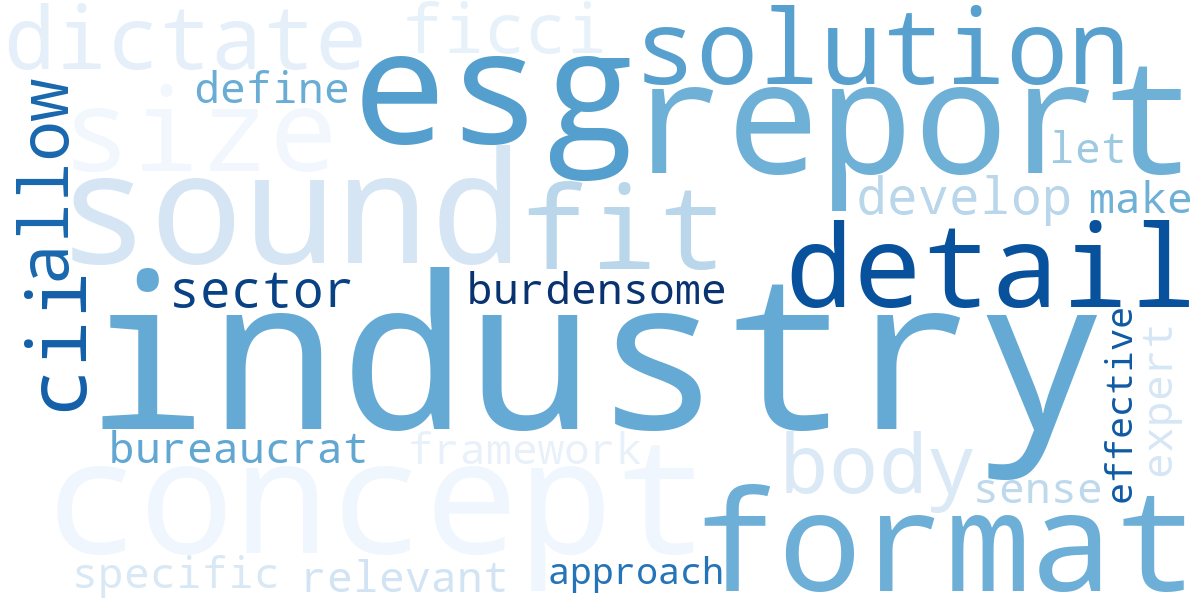 dictate
ficci
solution
define
esg
report
size
allow
let
sound
fit
develop
make
detail
cii
sector
burdensome
industry
effective
expert
bureaucrat
framework
body
concept
sense
format
specific
relevant
approach